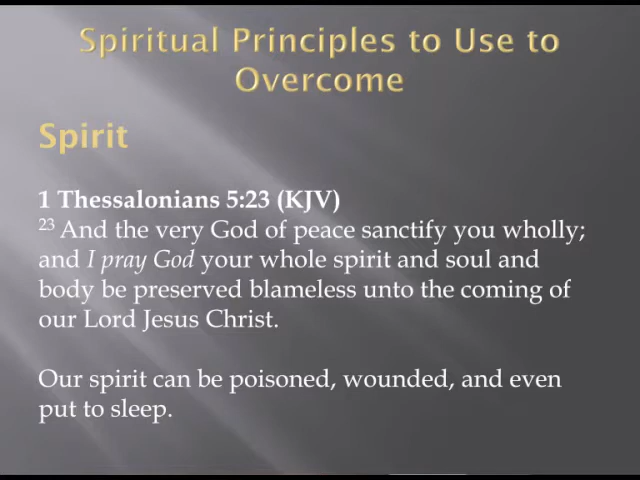 Spiritual Principles to Use to
Overcome
Spirit
1 Thessalonians 5:23 (KJV)
23 And the very God of peace sanctify you wholly;
and I pray God your whole spirit and soul and
body be preserved blameless unto the coming of
our Lord Jesus Christ.
Our spirit can be poisoned, wounded, and even
put to sleep.